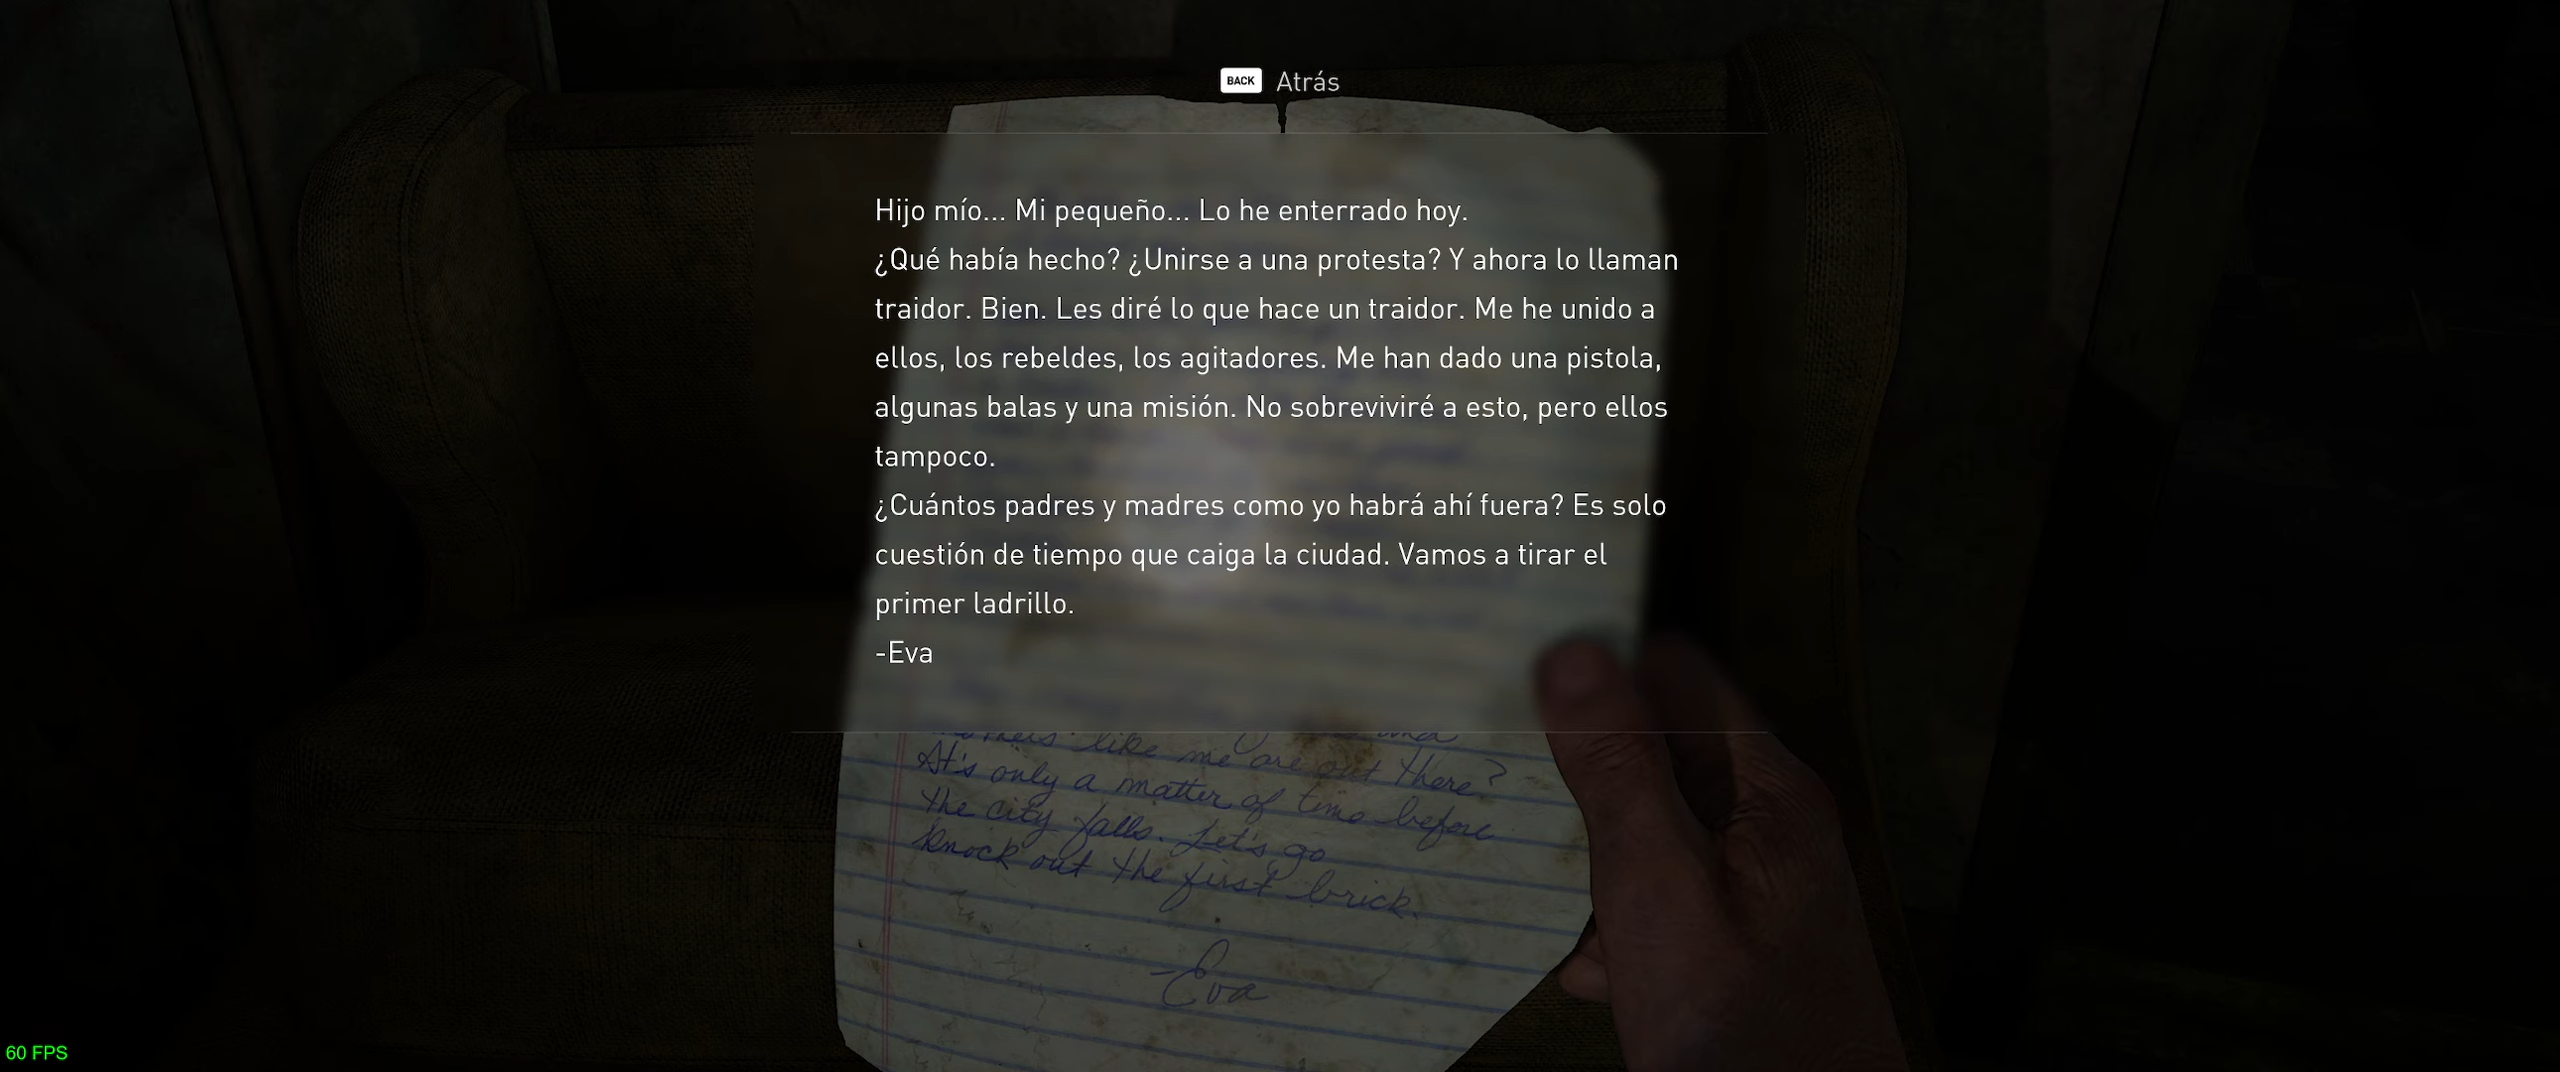 BACK Atrás
Hijo mío... Mi pequeño... Lo he enterrado hoy.
¿Qué había hecho? ¿Unirse a una protesta? Y ahora lo llaman
traidor. Bien. Les diré lo que hace un traidor. Me he unido a
ellos, los rebeldes, los agitadores. Me han dado una pistola,
algunas balas y una misión. No sobreviviré a esto, pero ellos
tampoco.
¿Cuántos padres y madres como yo habrá ahí fuera? Es solo
cuestión de tiempo que caiga la ciudad. Vamos a tirar el
primer ladrillo.
-Eva
like me are out there?
It's only a matter of time before
the city falls. Let's go
knock out the first brick.
-Eva
60 FPS